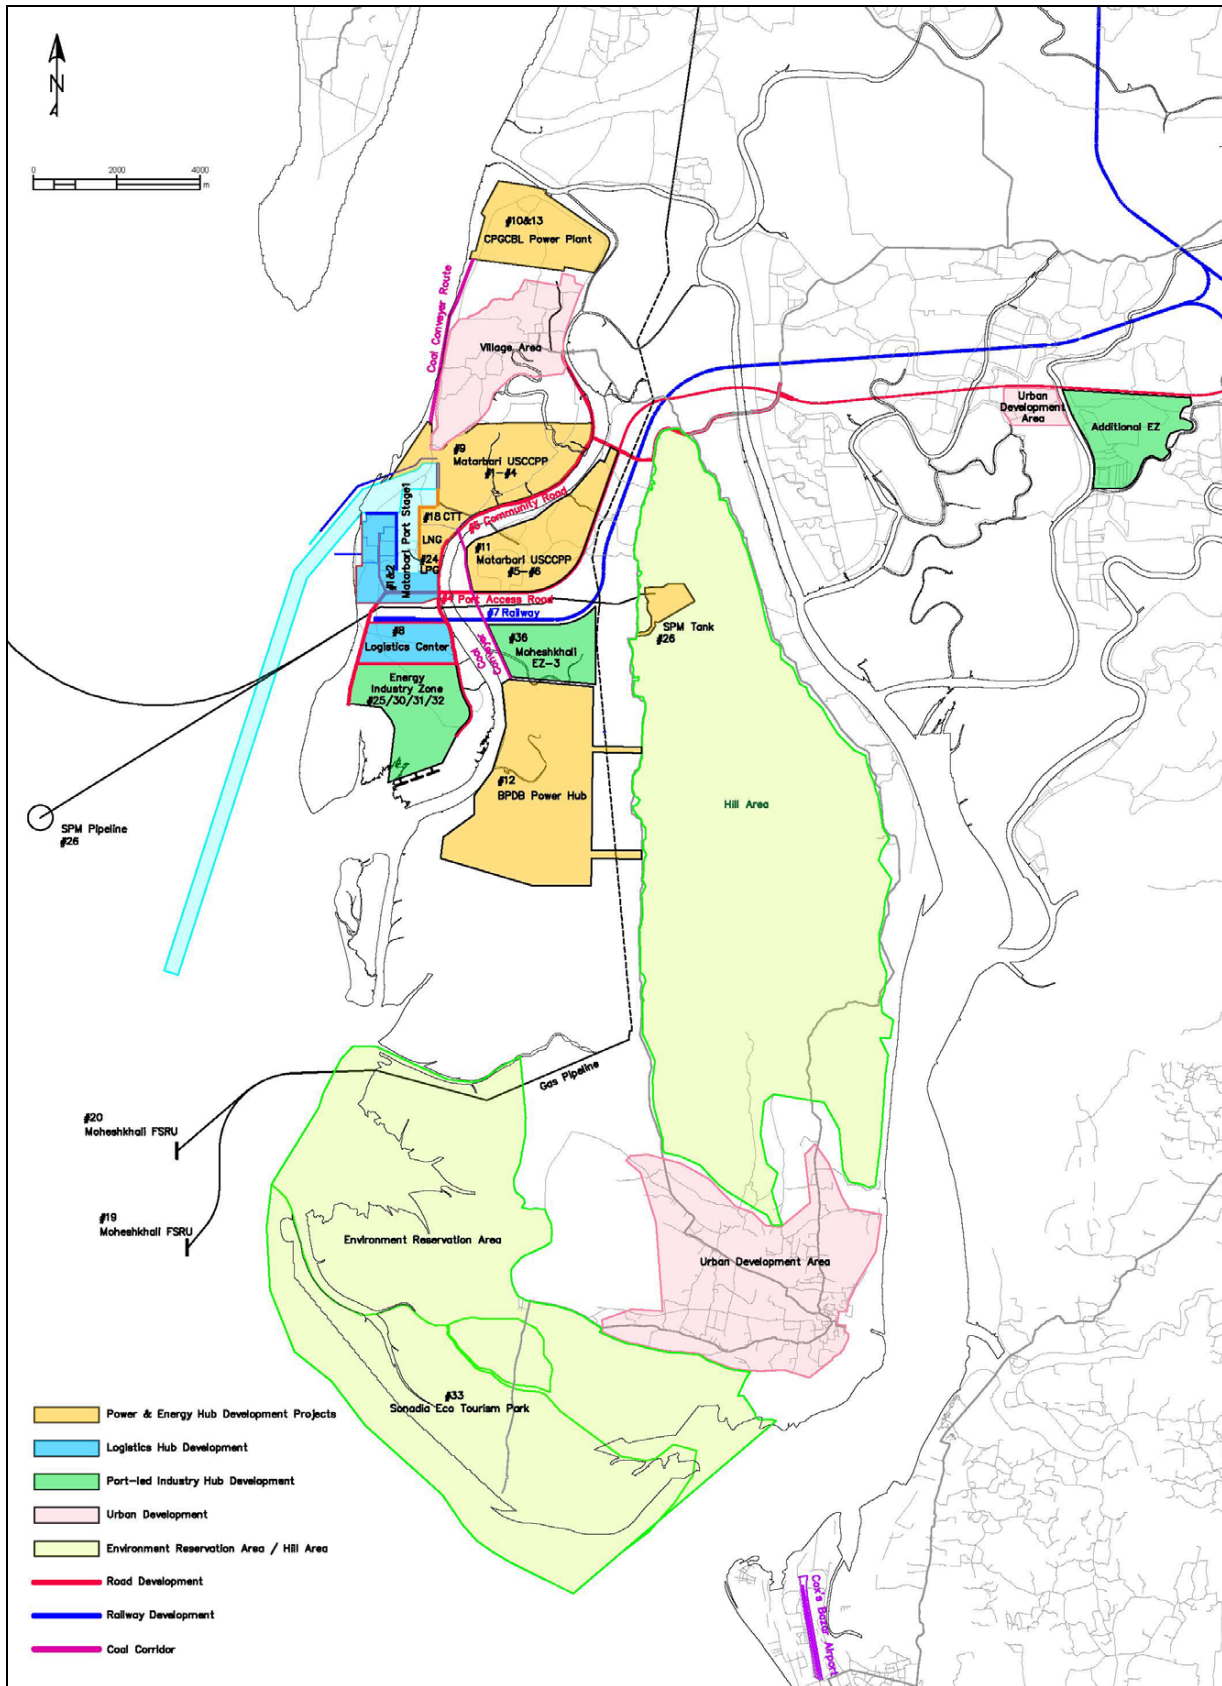 N
0 2000 4000
m
#10&13
CPGCBL Power Plant
Coal Conveyer Route
Village Area
Urban
Development
Area
Additional EZ
#9
Matarbari USCCPP
#1-#4
#18 CTT
#6 Community Road
Matarbari Port Stage1
#1&2
LNG
#24
LPG
#11
Matarbari USCCPP
#5-#6
#4 Port Access Road
#7 Railway
SPM Tank
#26
#8
Logistics Center
#36
Moheshkhali
EZ-3
Coal
Conveyer
Energy
Industry Zone
#25/30/31/32
#12
BPDB Power Hub
Hill Area
SPM Pipeline
#26
Gas Pipeline
#20
Moheshkhali FSRU
#19
Moheshkhali FSRU
Environment Reservation Area
Urban Development Area
#33
Sonadia Eco Tourism Park
Power & Energy Hub Development Projects
Logistics Hub Development
Port-led Industry Hub Development
Urban Development
Environment Reservation Area / Hill Area
Road Development
Railway Development
Coal Corridor
Cox's Bazar Airport